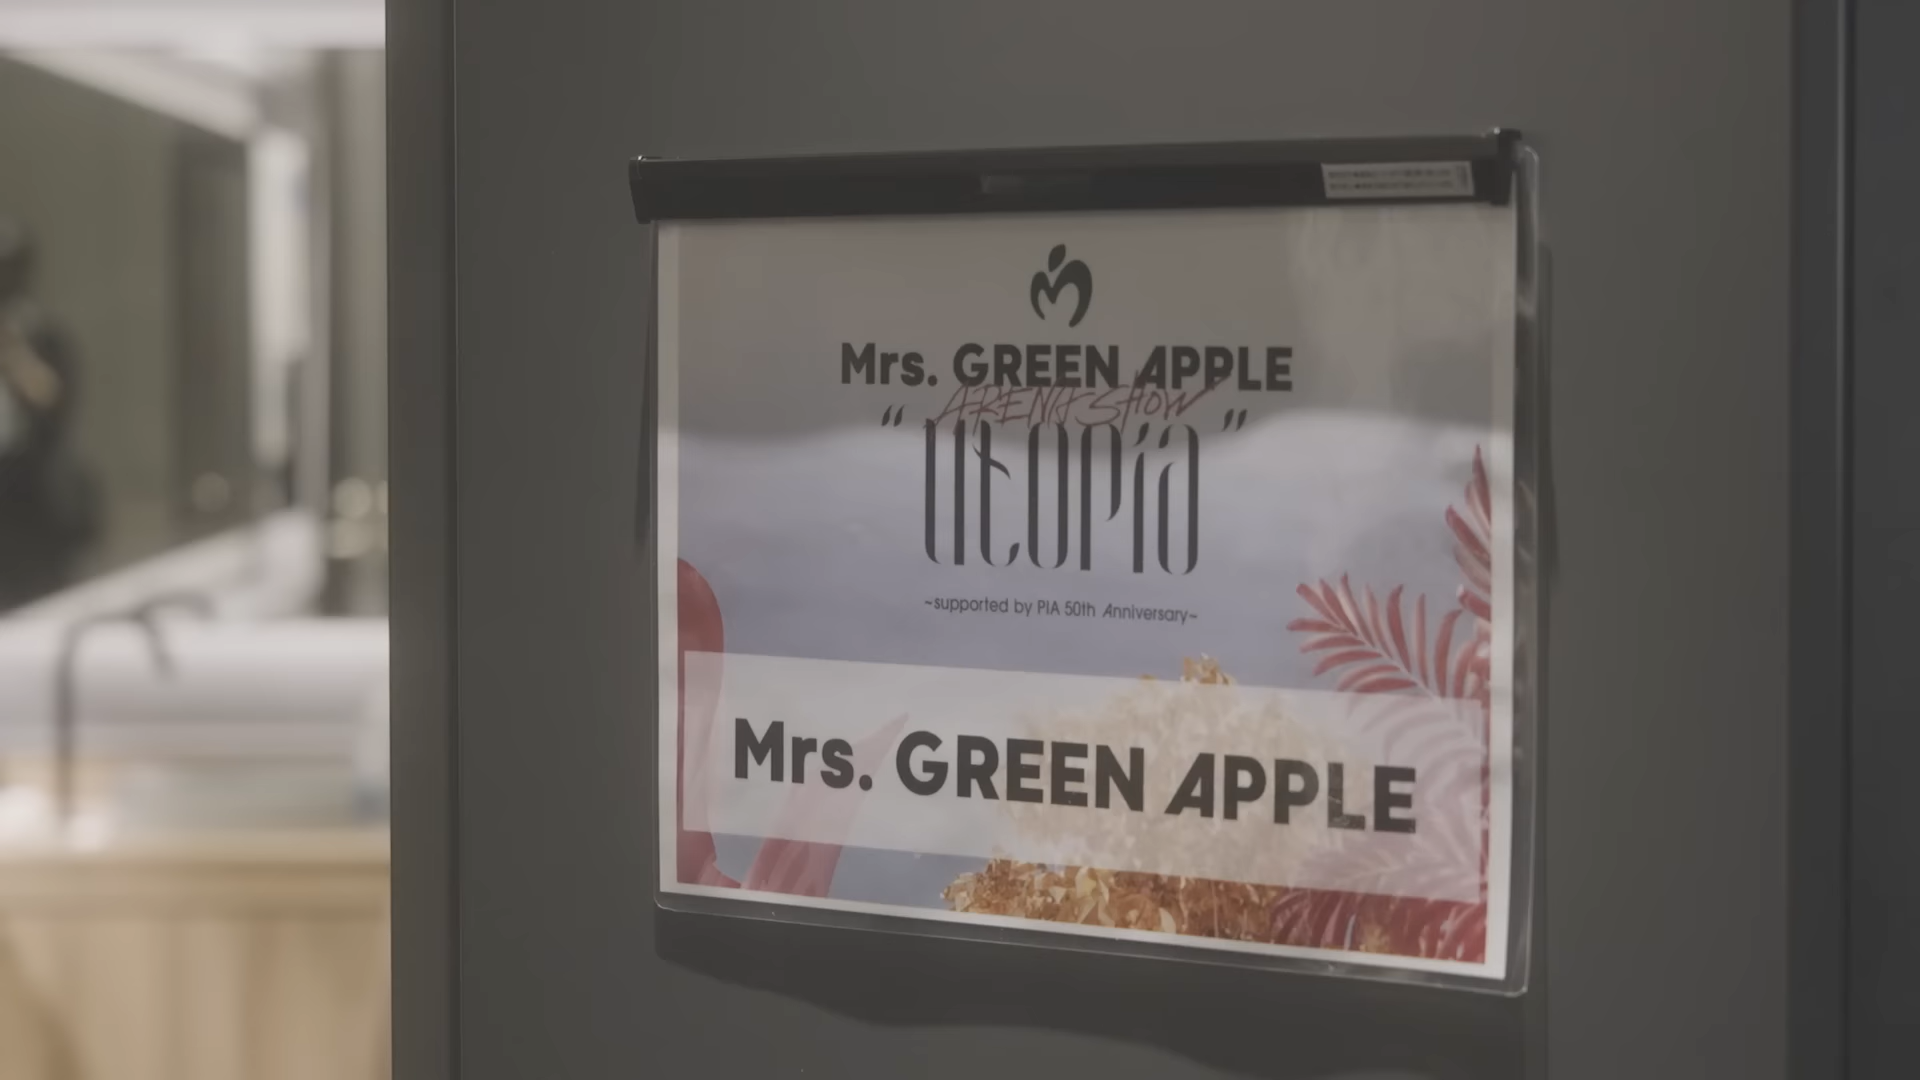 Mrs. GREEN APPLE
ARENA SHOW
“Utopia”
~supported by PIA 50th Anniversary~
Mrs. GREEN APPLE